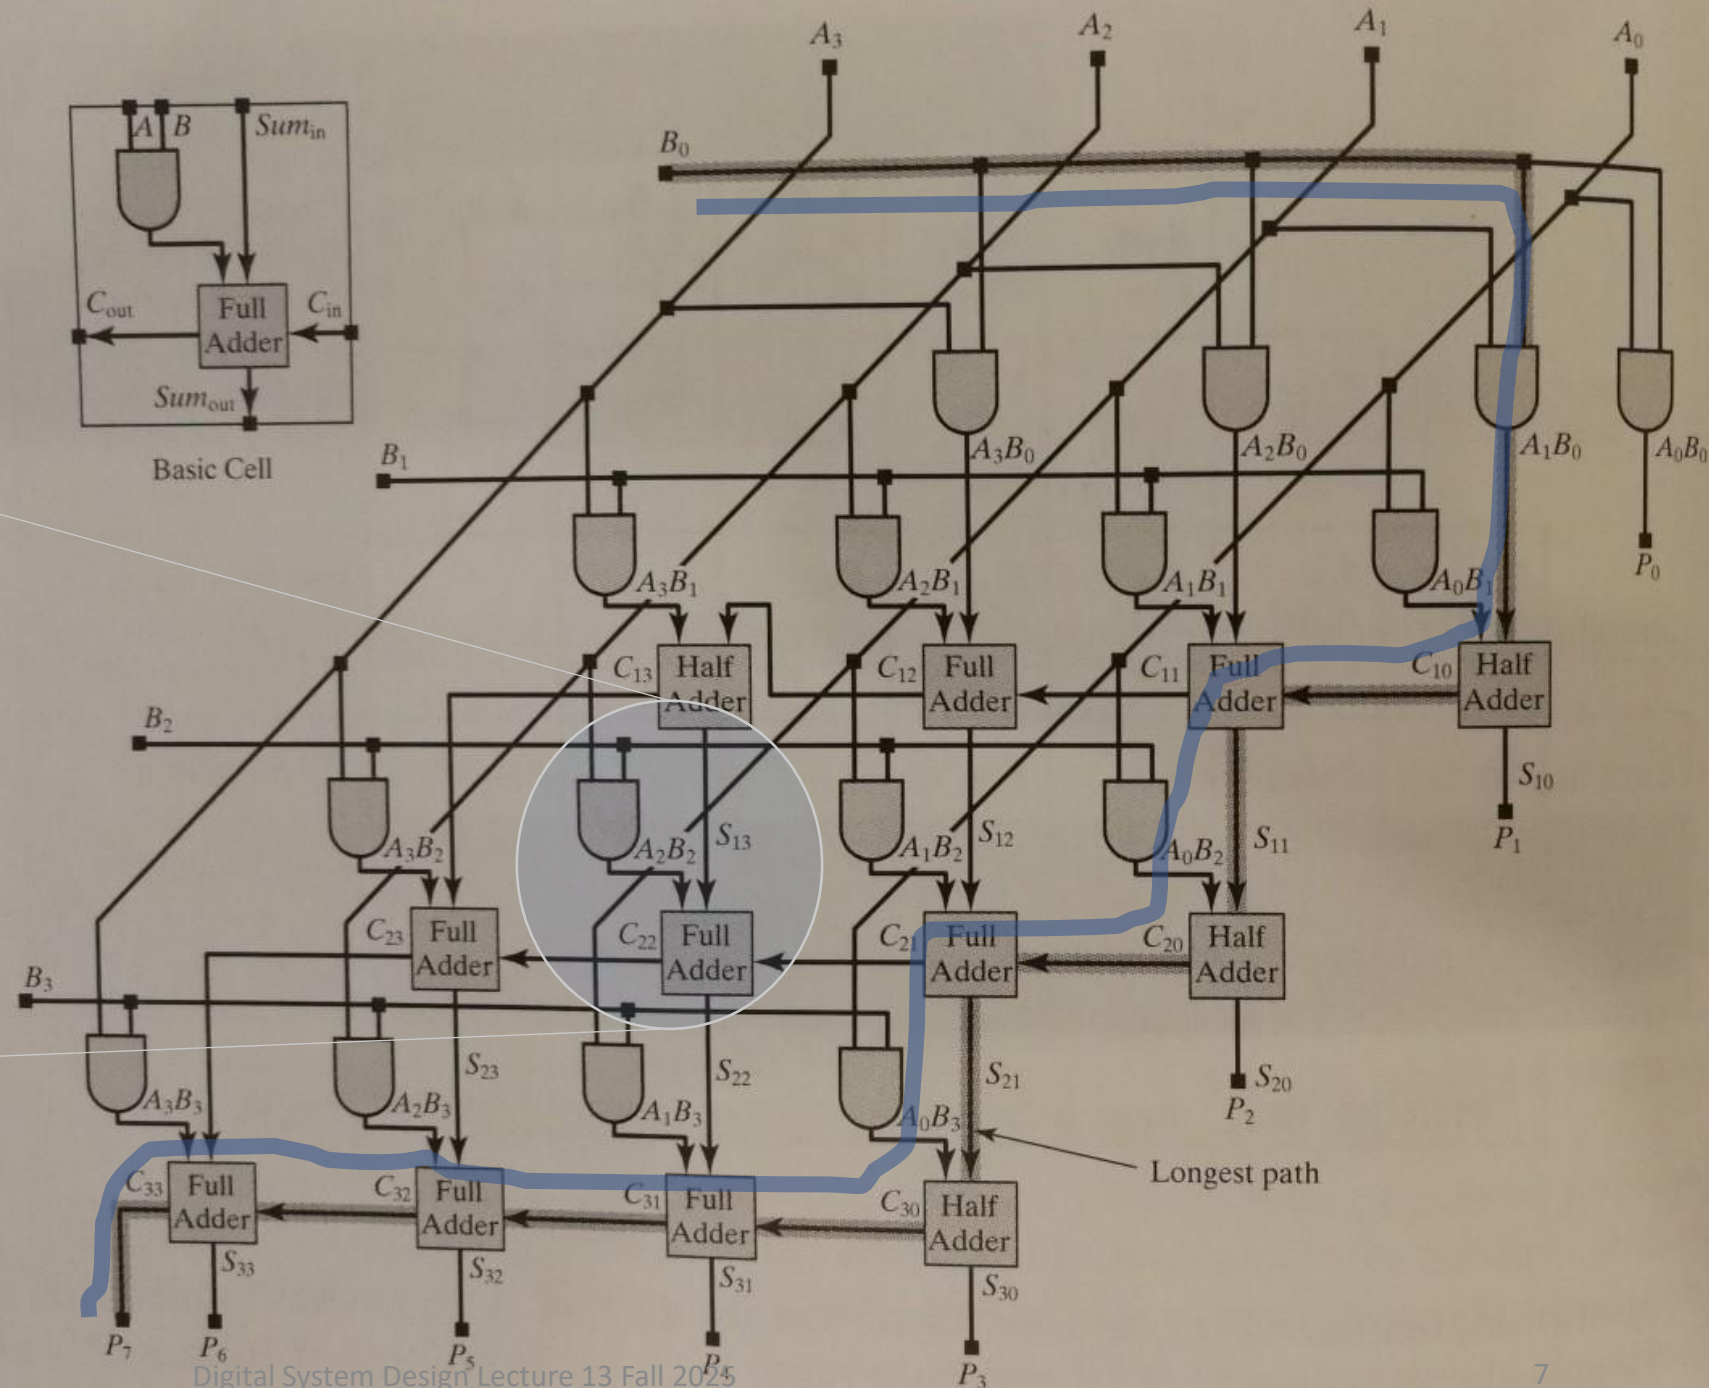 A₃ A₂ A₁ A₀
A B Sumᵢₙ
B₀
Cₒᵤₜ Full Adder Cᵢₙ
Sumₒᵤₜ
Basic Cell
B₁
A₃B₀ A₂B₀ A₁B₀ A₀B₀
A₃B₁ A₂B₁ A₁B₁ A₀B₁
P₀
C₁₃ Half Adder C₁₂ Full Adder C₁₁ Full Adder C₁₀ Half Adder
B₂
S₁₀
P₁
A₃B₂ A₂B₂ S₁₃ A₁B₂ S₁₂ A₀B₂ S₁₁
C₂₃ Full Adder C₂₂ Full Adder C₂₁ Full Adder C₂₀ Half Adder
B₃
S₂₃ S₂₂ S₂₁ S₂₀
P₂
A₃B₃ A₂B₃ A₁B₃ A₀B₃
Longest path
C₃₃ Full Adder C₃₂ Full Adder C₃₁ Full Adder C₃₀ Half Adder
S₃₃ S₃₂ S₃₁ S₃₀
P₇ P₆ P₅ P₄ P₃
Digital System Design Lecture 13 Fall 2025
7